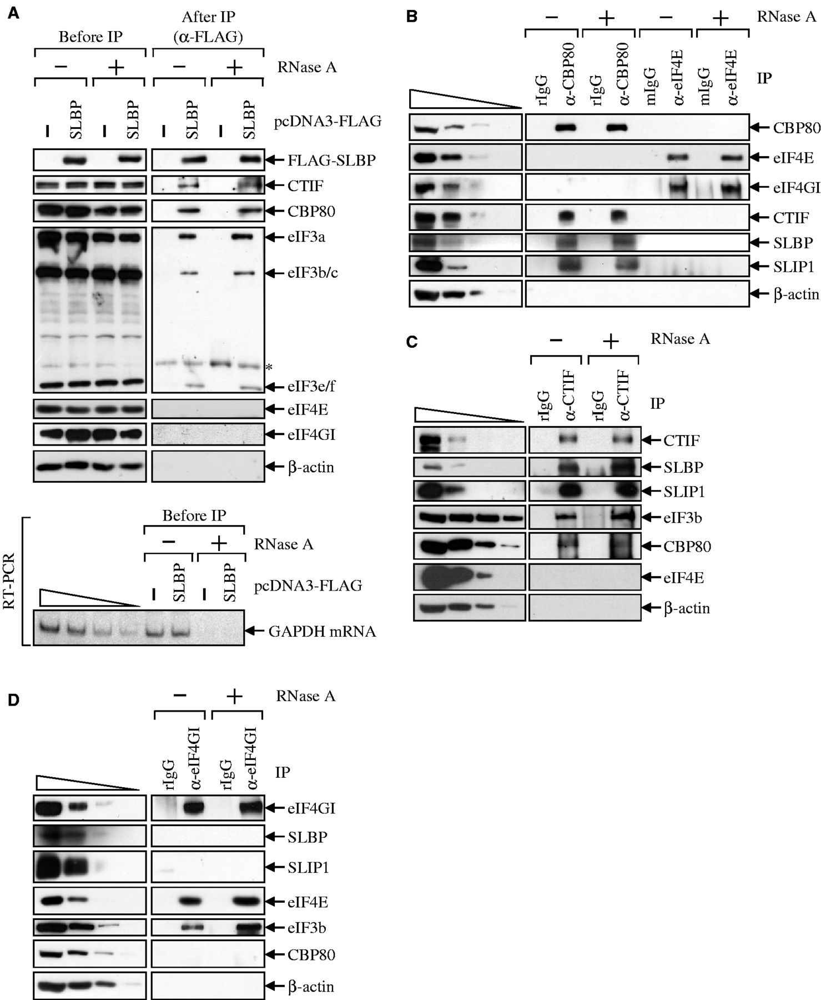 A
Before IP
After IP
(α-FLAG)
− + − + RNase A
– SLBP – SLBP – SLBP – SLBP pcDNA3-FLAG
FLAG-SLBP
CTIF
CBP80
eIF3a
eIF3b/c
*
eIF3e/f
eIF4E
eIF4GI
β-actin
RT-PCR
Before IP
− + RNase A
– SLBP – SLBP pcDNA3-FLAG
GAPDH mRNA
B
− + − + RNase A
rIgG α-CBP80 rIgG α-CBP80 mIgG α-eIF4E mIgG α-eIF4E IP
CBP80
eIF4E
eIF4GI
CTIF
SLBP
SLIP1
β-actin
C
− + RNase A
rIgG α-CTIF rIgG α-CTIF IP
CTIF
SLBP
SLIP1
eIF3b
CBP80
eIF4E
β-actin
D
− + RNase A
rIgG α-eIF4GI rIgG α-eIF4GI IP
eIF4GI
SLBP
SLIP1
eIF4E
eIF3b
CBP80
β-actin